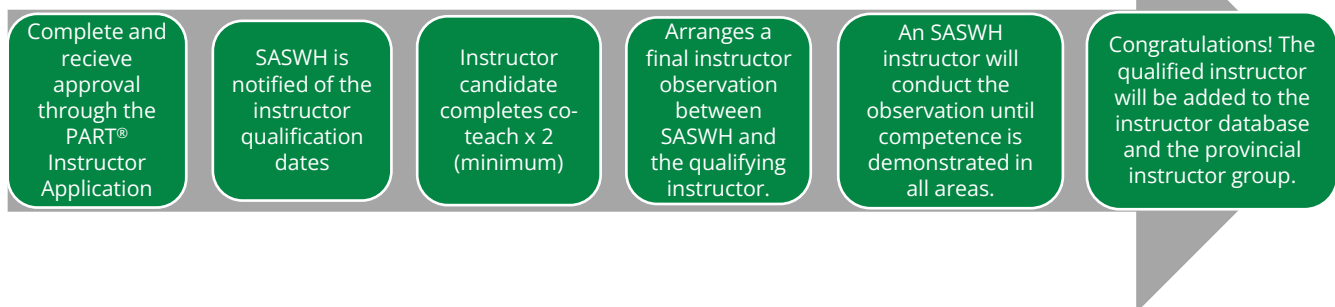 Complete and
recieve
approval
through the
PART®
Instructor
Application
SASWH is
notified of the
instructor
qualification
dates
Instructor
candidate
completes co-
teach x 2
(minimum)
Arranges a
final instructor
observation
between
SASWH and
the qualifying
instructor.
An SASWH
instructor will
conduct the
observation until
competence is
demonstrated in
all areas.
Congratulations! The
qualified instructor
will be added to the
instructor database
and the provincial
instructor group.